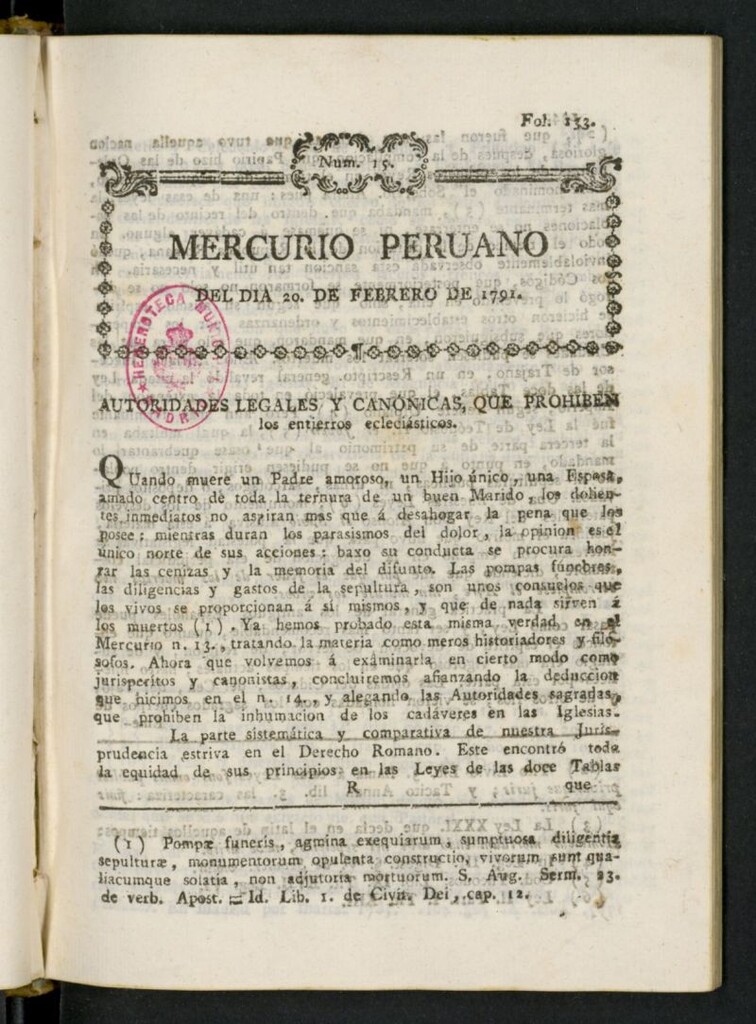 Fol. 133.
Num. 15.
MERCURIO PERUANO
DEL DIA 20. DE FEBRERO DE 1791.
HEMEROTECA MUNICIPAL
MADRID
AUTORIDADES LEGALES Y CANÓNICAS, QUE PROHIBEN
los entierros eclesiásticos.
QUando muere un Padre amoroso, un Hijo único, una Esposa,
amado centro de toda la ternura de un buen Marido, los dolien-
tes inmediatos no aspiran mas que á desahogar la pena que los
posee: mientras duran los parasismos del dolor, la opinion es el
único norte de sus acciones: baxo su conducta se procura hon-
rar las cenizas y la memoria del difunto. Las pompas fúnebres,
las diligencias y gastos de la sepultura, son unos consuelos que
los vivos se proporcionan á sí mismos, y que de nada sirven á
los muertos (1). Ya hemos probado esta misma verdad en el
Mercurio n. 13., tratando la materia como meros historiadores y filó-
sofos. Ahora que volvemos á exâminarla en cierto modo como
jurisperitos y canonistas, concluiremos afianzando la deduccion
que hicimos en el n. 14., y alegando las Autoridades sagradas,
que prohiben la inhumacion de los cadáveres en las Iglesias.
La parte sistemática y comparativa de nuestra Juris-
prudencia estriva en el Derecho Romano. Este encontró toda
la equidad de sus principios en las Leyes de las doce Tablas
R que
(1) Pompæ funeris, agmina exequiarum, sumptuosa diligentia
sepulturæ, monumentorum opulenta constructio, vivorum sunt qua-
liacumque solatia, non adjutoria mortuorum. S. Aug. Serm. 23.
de verb. Apost. = Id. Lib. 1. de Civit. Dei, cap. 12.